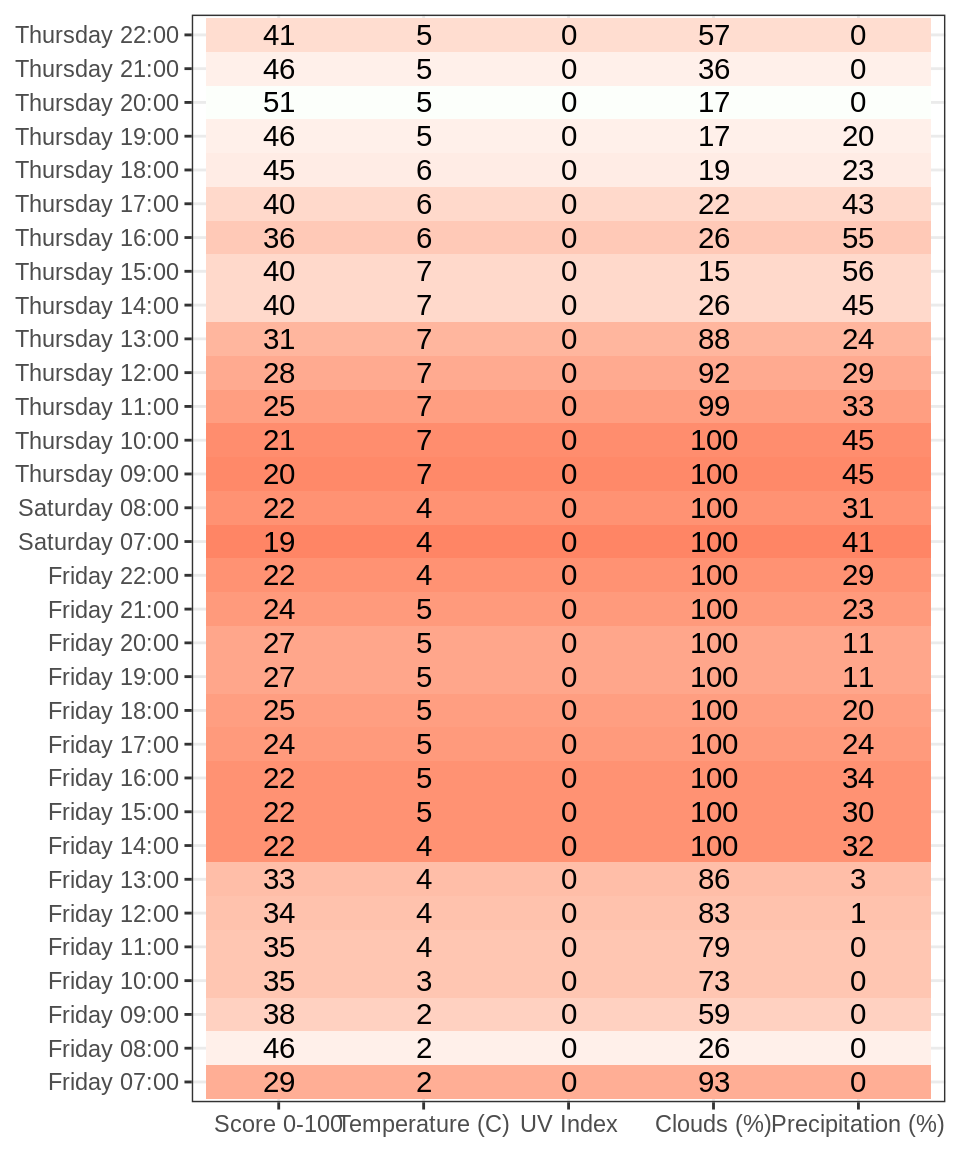 Thursday 22:00 41 5 0 57 0
Thursday 21:00 46 5 0 36 0
Thursday 20:00 51 5 0 17 0
Thursday 19:00 46 5 0 17 20
Thursday 18:00 45 6 0 19 23
Thursday 17:00 40 6 0 22 43
Thursday 16:00 36 6 0 26 55
Thursday 15:00 40 7 0 15 56
Thursday 14:00 40 7 0 26 45
Thursday 13:00 31 7 0 88 24
Thursday 12:00 28 7 0 92 29
Thursday 11:00 25 7 0 99 33
Thursday 10:00 21 7 0 100 45
Thursday 09:00 20 7 0 100 45
Saturday 08:00 22 4 0 100 31
Saturday 07:00 19 4 0 100 41
Friday 22:00 22 4 0 100 29
Friday 21:00 24 5 0 100 23
Friday 20:00 27 5 0 100 11
Friday 19:00 27 5 0 100 11
Friday 18:00 25 5 0 100 20
Friday 17:00 24 5 0 100 24
Friday 16:00 22 5 0 100 34
Friday 15:00 22 5 0 100 30
Friday 14:00 22 4 0 100 32
Friday 13:00 33 4 0 86 3
Friday 12:00 34 4 0 83 1
Friday 11:00 35 4 0 79 0
Friday 10:00 35 3 0 73 0
Friday 09:00 38 2 0 59 0
Friday 08:00 46 2 0 26 0
Friday 07:00 29 2 0 93 0
Score 0-100 Temperature (C) UV Index Clouds (%) Precipitation (%)